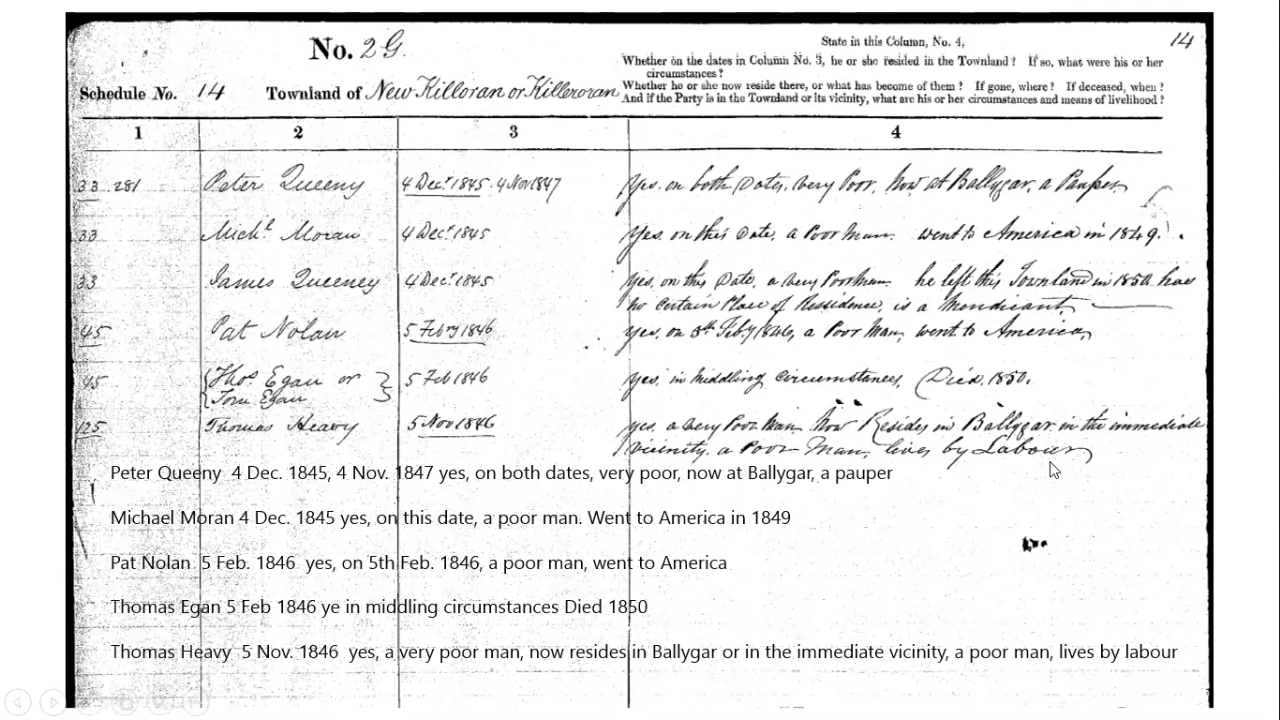 No. 2 G.
State in this Column, No. 4,
14
Whether on the dates in Column No. 3, he or she resided in the Townland? If so, what were his or her
circumstances?
Schedule No. 14 Townland of New Killoran or Killeroran
Whether he or she now reside there, or what has become of them? If gone, where? If deceased, when?
And if the Party is in the Townland or its vicinity, what are his or her circumstances and means of livelihood?
1 2 3 4
33 281 Peter Queeny 4 Decr 1845. 4 Nov 1847 yes. on both Dates, very Poor, Now at Ballygar, a Pauper
33 Michl. Moran 4 Decr 1845 yes. on this Date, a Poor Man. went to America in 1849.
33 James Queeney 4 Decr 1845 yes, on this Date, a very Poor Man. he left this Townland in 1850. has
no Certain Place of Ressidence, is a Mendicant,
45 Pat Nolan 5 Feby 1846 yes, on 5th Feby 1846, a Poor Man, went to America,
45 {Thos Egan or } 5 Feb 1846 yes, in Middling Circumstances, Died, 1850.
{Tom Egan
125 Thomas Heavy 5 Nov 1846 yes. a very Poor Man Now Resides in Ballygar in the immediate
vicinity. a Poor Man, lives by Labour
Peter Queeny 4 Dec. 1845, 4 Nov. 1847 yes, on both dates, very poor, now at Ballygar, a pauper
Michael Moran 4 Dec. 1845 yes, on this date, a poor man. Went to America in 1849
Pat Nolan 5 Feb. 1846 yes, on 5th Feb. 1846, a poor man, went to America
Thomas Egan 5 Feb 1846 ye in middling circumstances Died 1850
Thomas Heavy 5 Nov. 1846 yes, a very poor man, now resides in Ballygar or in the immediate vicinity, a poor man, lives by labour